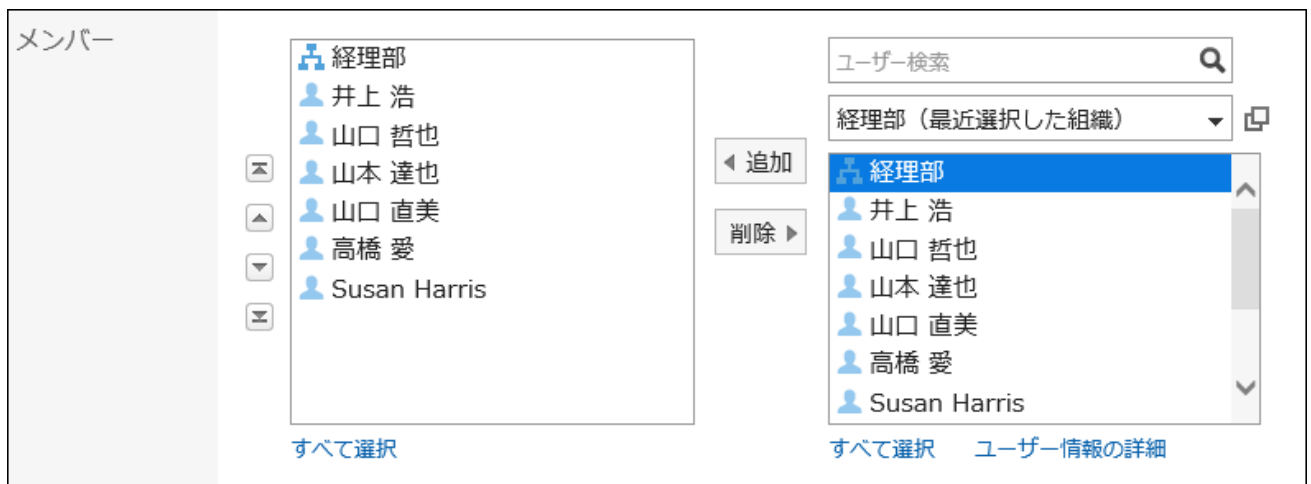 メンバー
経理部
井上 浩
山口 哲也
山本 達也
山口 直美
高橋 愛
Susan Harris
すべて選択
追加
削除
ユーザー検索
経理部（最近選択した組織）
経理部
井上 浩
山口 哲也
山本 達也
山口 直美
高橋 愛
Susan Harris
すべて選択 ユーザー情報の詳細